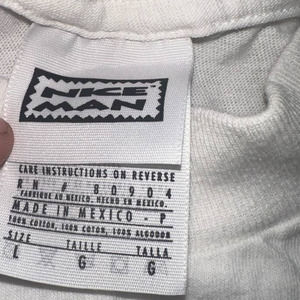 NICE
MAN
CARE INSTRUCTIONS ON REVERSE
RN # 80904
FABRIQUE AU MEXICO. HECHO EN MEXICO.
MADE IN MEXICO - P
100% COTON, 100% COTTON, 100% ALGODON
SIZE TAILLE TALLA
L G G